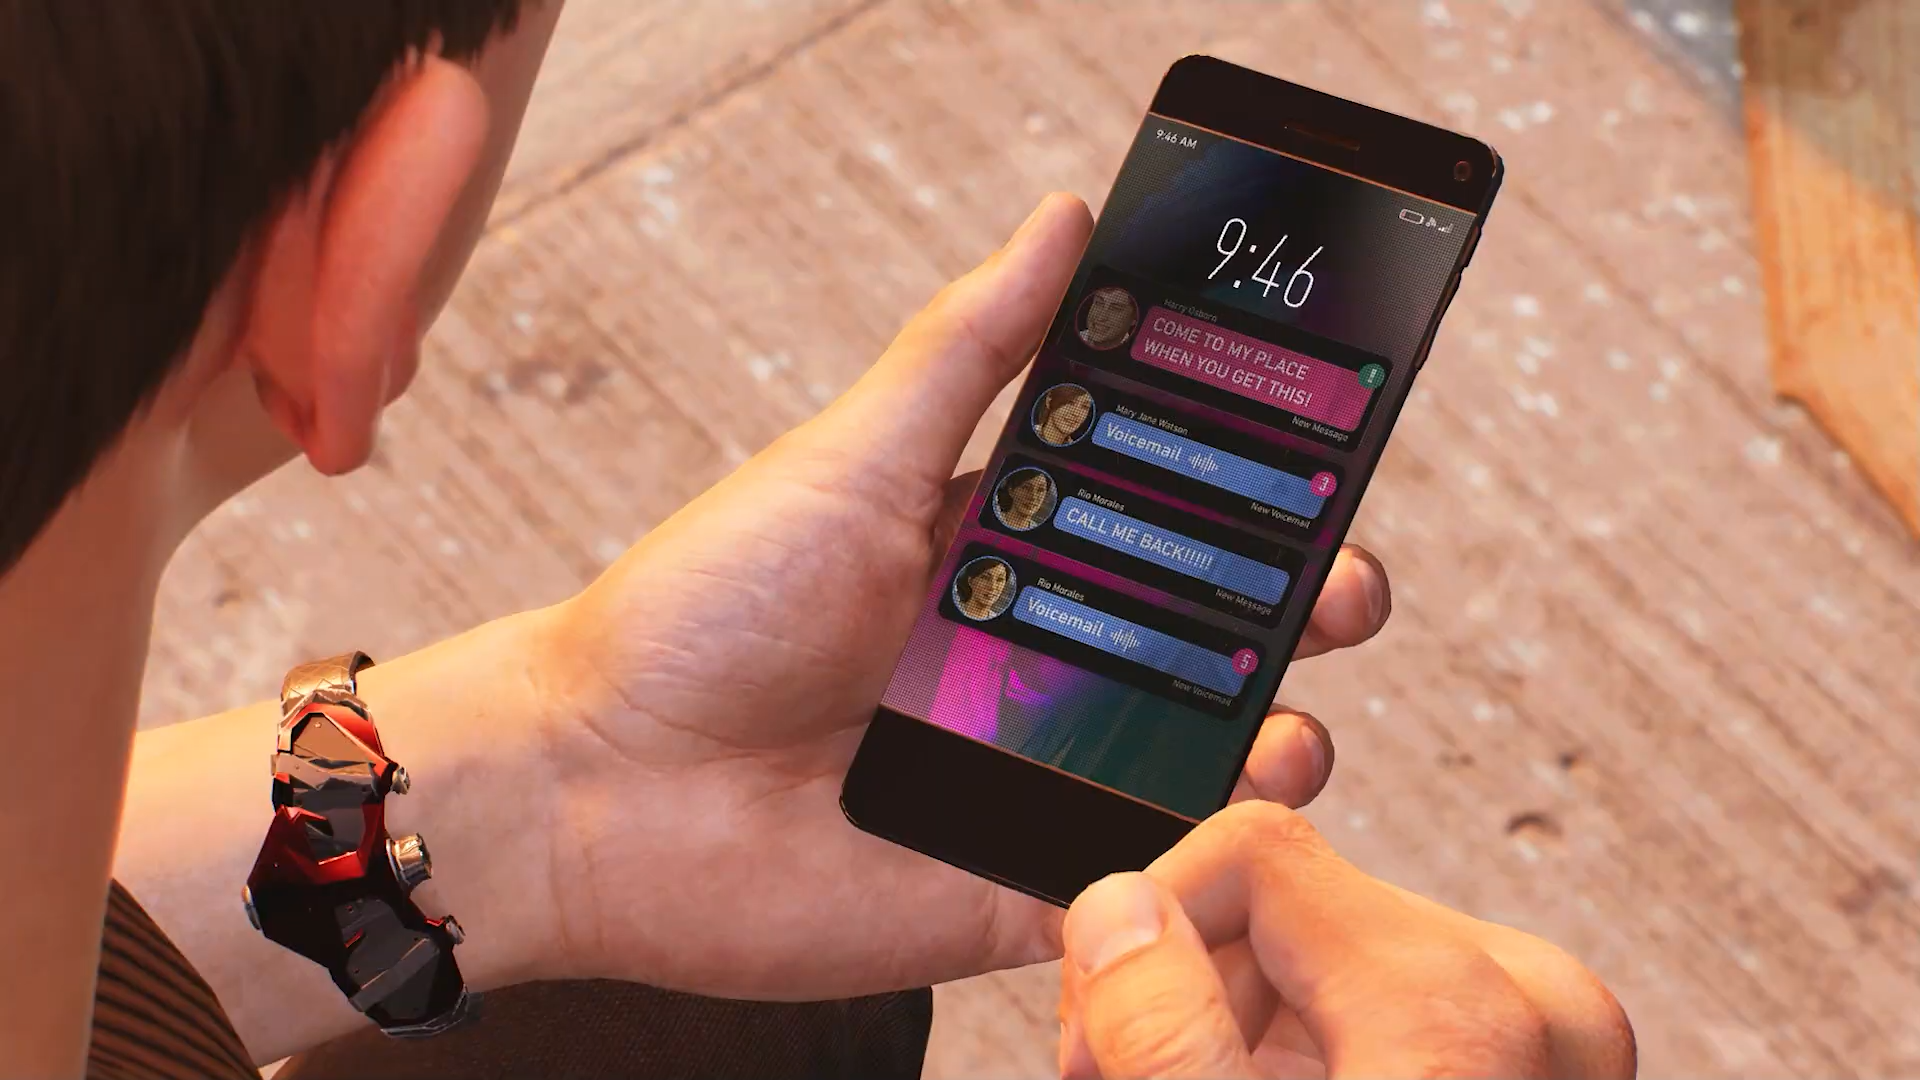 9:46 AM
9:46
Harry Osborn
COME TO MY PLACE
WHEN YOU GET THIS!
!!
New Message
Mary Jane Watson
Voicemail
3
New Voicemail
Rio Morales
CALL ME BACK!!!!!
New Message
Rio Morales
Voicemail
5
New Voicemail